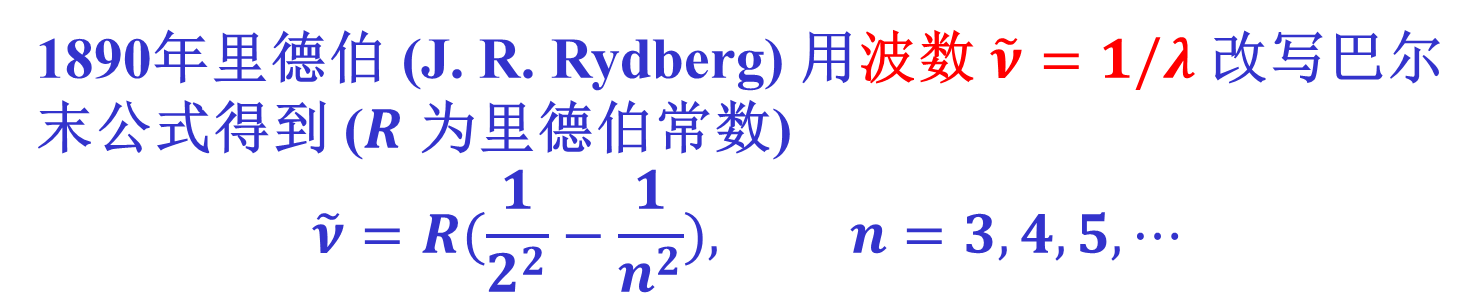 1890年里德伯 (J. R. Rydberg) 用波数 ν̃ = 1/λ 改写巴尔
末公式得到 (R 为里德伯常数)
ν̃ = R(1/2² − 1/n²), n = 3, 4, 5, ⋯